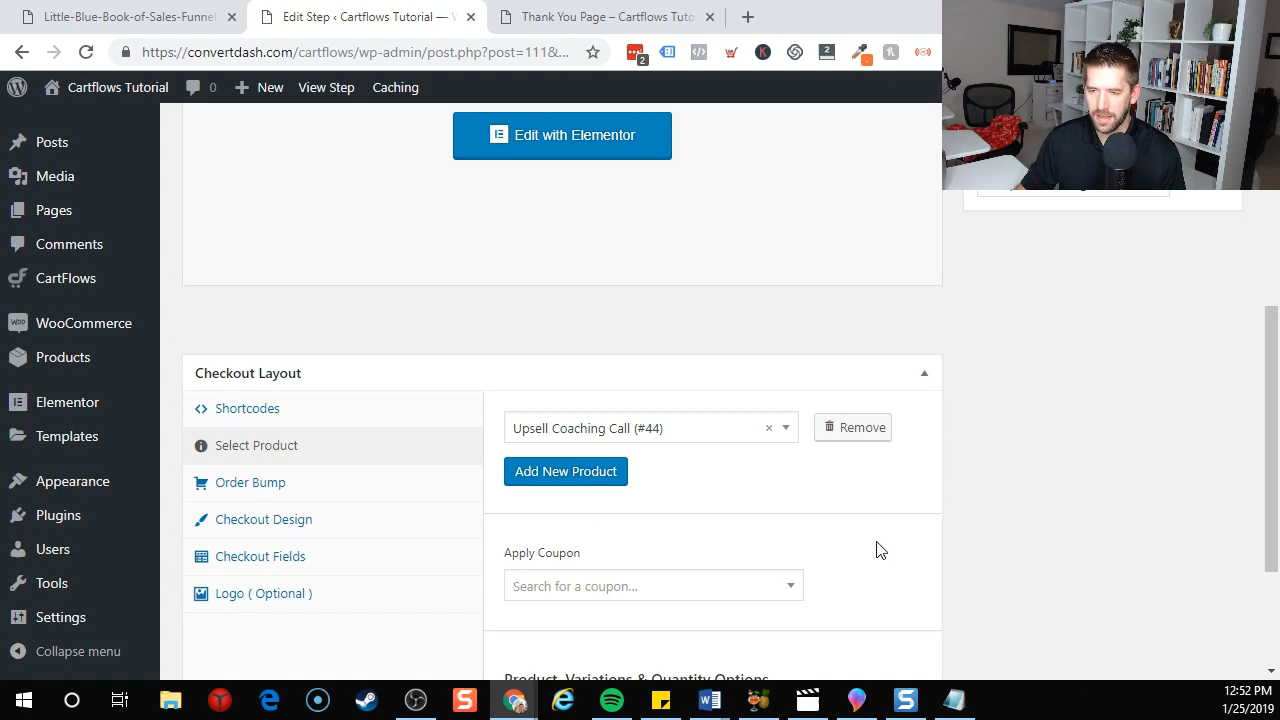 Little-Blue-Book-of-Sales-Funnel
Edit Step ‹ Cartflows Tutorial — W
Thank You Page – Cartflows Tuto
https://convertdash.com/cartflows/wp-admin/post.php?post=111&...
2
2
Cartflows Tutorial
0
New
View Step
Caching
Posts
Media
Pages
Comments
CartFlows
WooCommerce
Products
Elementor
Templates
Appearance
Plugins
Users
Tools
Settings
Collapse menu
Edit with Elementor
Checkout Layout
Shortcodes
Select Product
Order Bump
Checkout Design
Checkout Fields
Logo ( Optional )
Upsell Coaching Call (#44)
Remove
Add New Product
Apply Coupon
Search for a coupon...
Product, Variations & Quantity Options
12:52 PM
1/25/2019